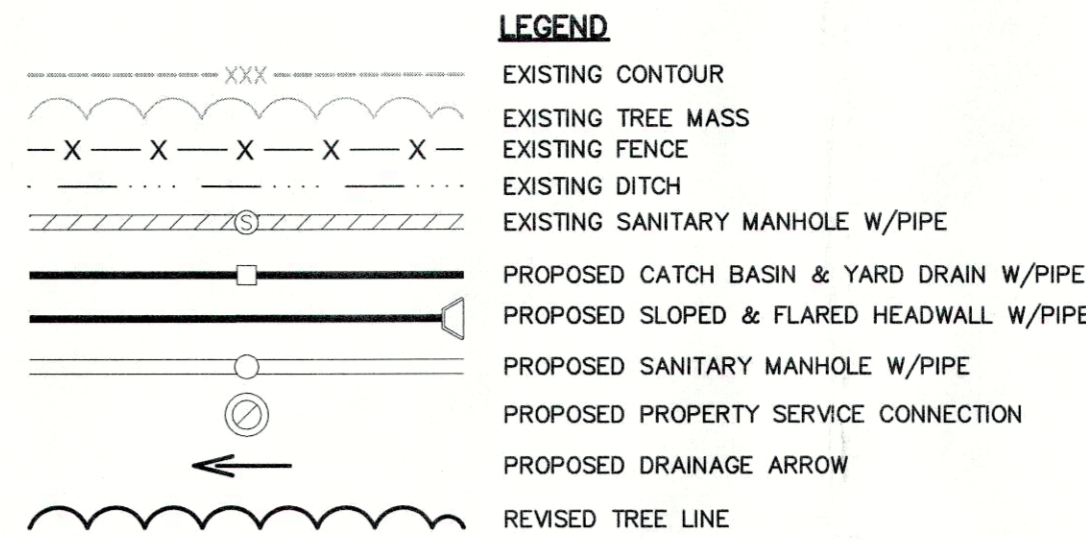 LEGEND
XXX EXISTING CONTOUR
EXISTING TREE MASS
X X X X X EXISTING FENCE
EXISTING DITCH
S EXISTING SANITARY MANHOLE W/PIPE
PROPOSED CATCH BASIN & YARD DRAIN W/PIPE
PROPOSED SLOPED & FLARED HEADWALL W/PIPE
PROPOSED SANITARY MANHOLE W/PIPE
PROPOSED PROPERTY SERVICE CONNECTION
PROPOSED DRAINAGE ARROW
REVISED TREE LINE